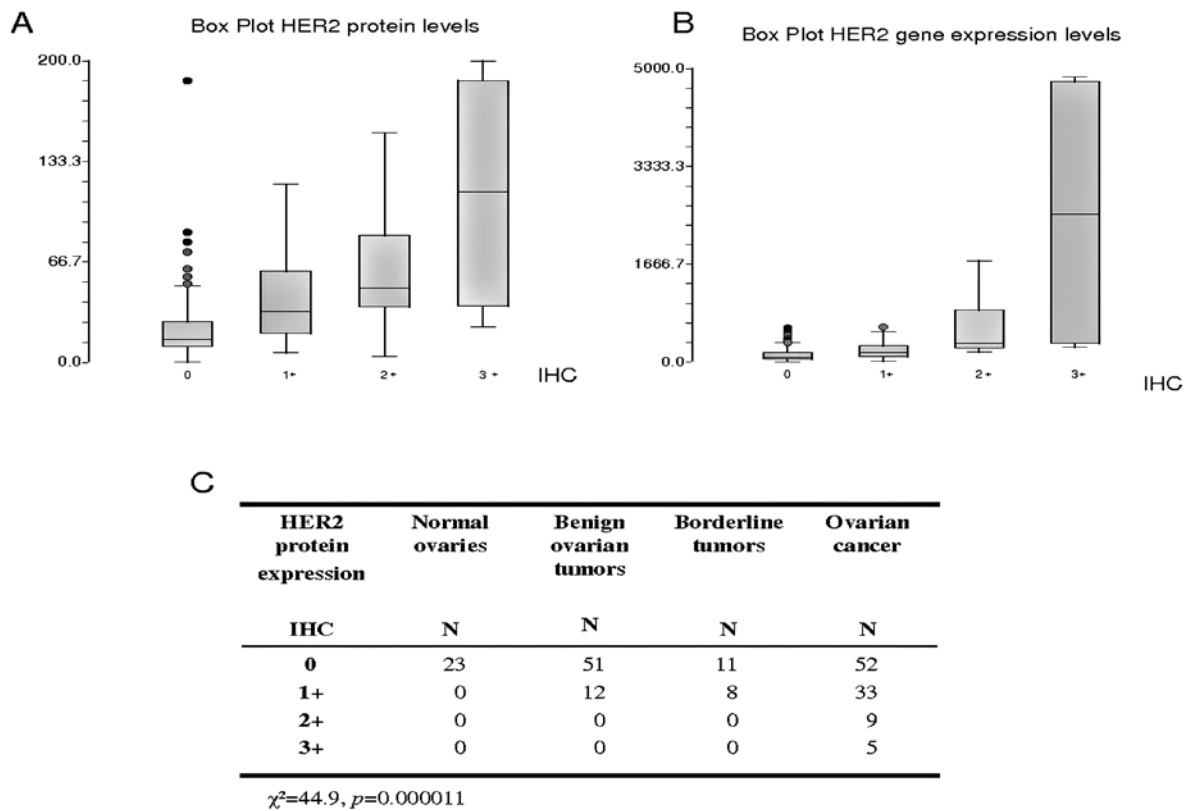 A
Box Plot HER2 protein levels
200.0
133.3
66.7
0.0
0 1+ 2+ 3 + IHC
B
Box Plot HER2 gene expression levels
5000.0
3333.3
1666.7
0.0
0 1+ 2+ 3+ IHC
C
HER2 protein expression Normal ovaries Benign ovarian tumors Borderline tumors Ovarian cancer
IHC N N N N
0 23 51 11 52
1+ 0 12 8 33
2+ 0 0 0 9
3+ 0 0 0 5
χ²=44.9, p=0.000011